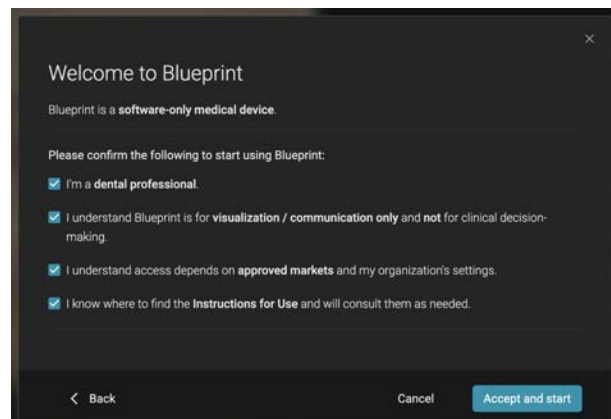 Welcome to Blueprint
Blueprint is a software-only medical device.
Please confirm the following to start using Blueprint:
I'm a dental professional.
I understand Blueprint is for visualization / communication only and not for clinical decision-
making.
I understand access depends on approved markets and my organization's settings.
I know where to find the Instructions for Use and will consult them as needed.
Back
Cancel
Accept and start